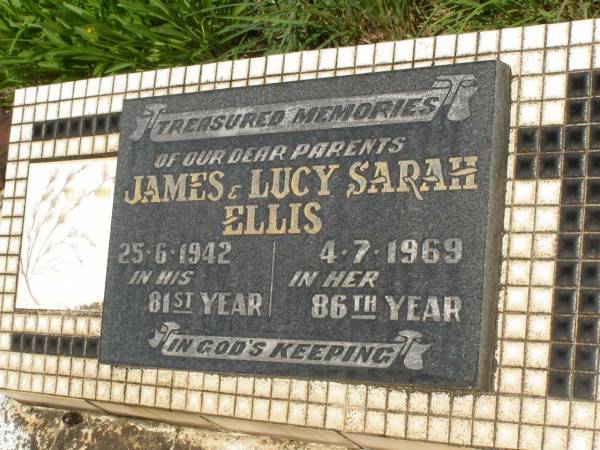 TREASURED MEMORIES
OF OUR DEAR PARENTS
JAMES & LUCY SARAH
ELLIS
25·6·1942 4·7·1969
IN HIS IN HER
81ST YEAR 86TH YEAR
IN GOD'S KEEPING